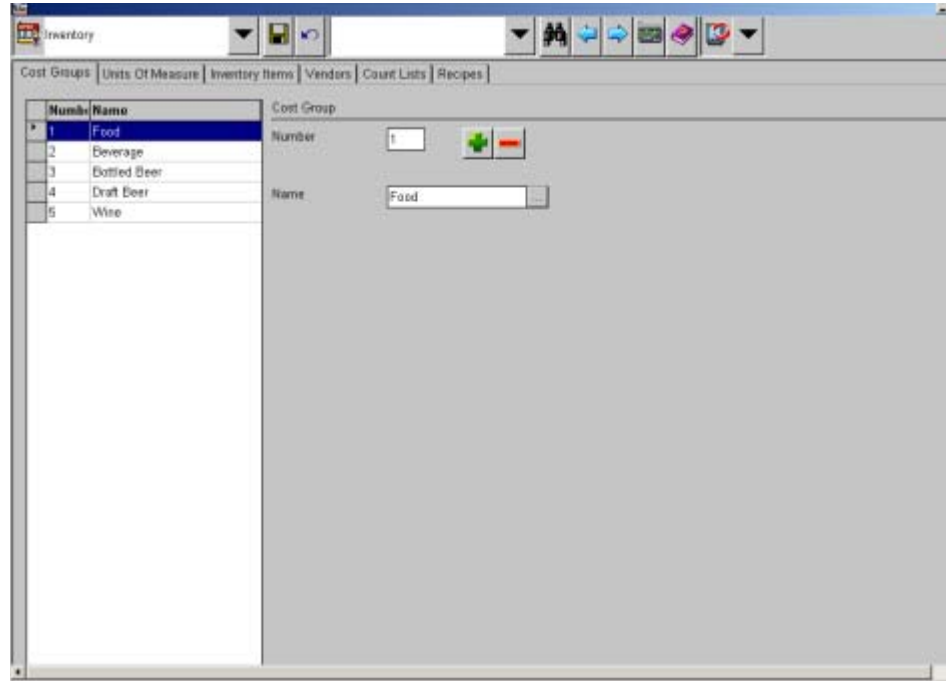 Inventory
Cost Groups Units Of Measure Inventory Items Vendors Count Lists Recipes
Numbe Name
1 Food
2 Beverage
3 Bottled Beer
4 Draft Beer
5 Wine
Cost Group
Number 1
Name Food ...